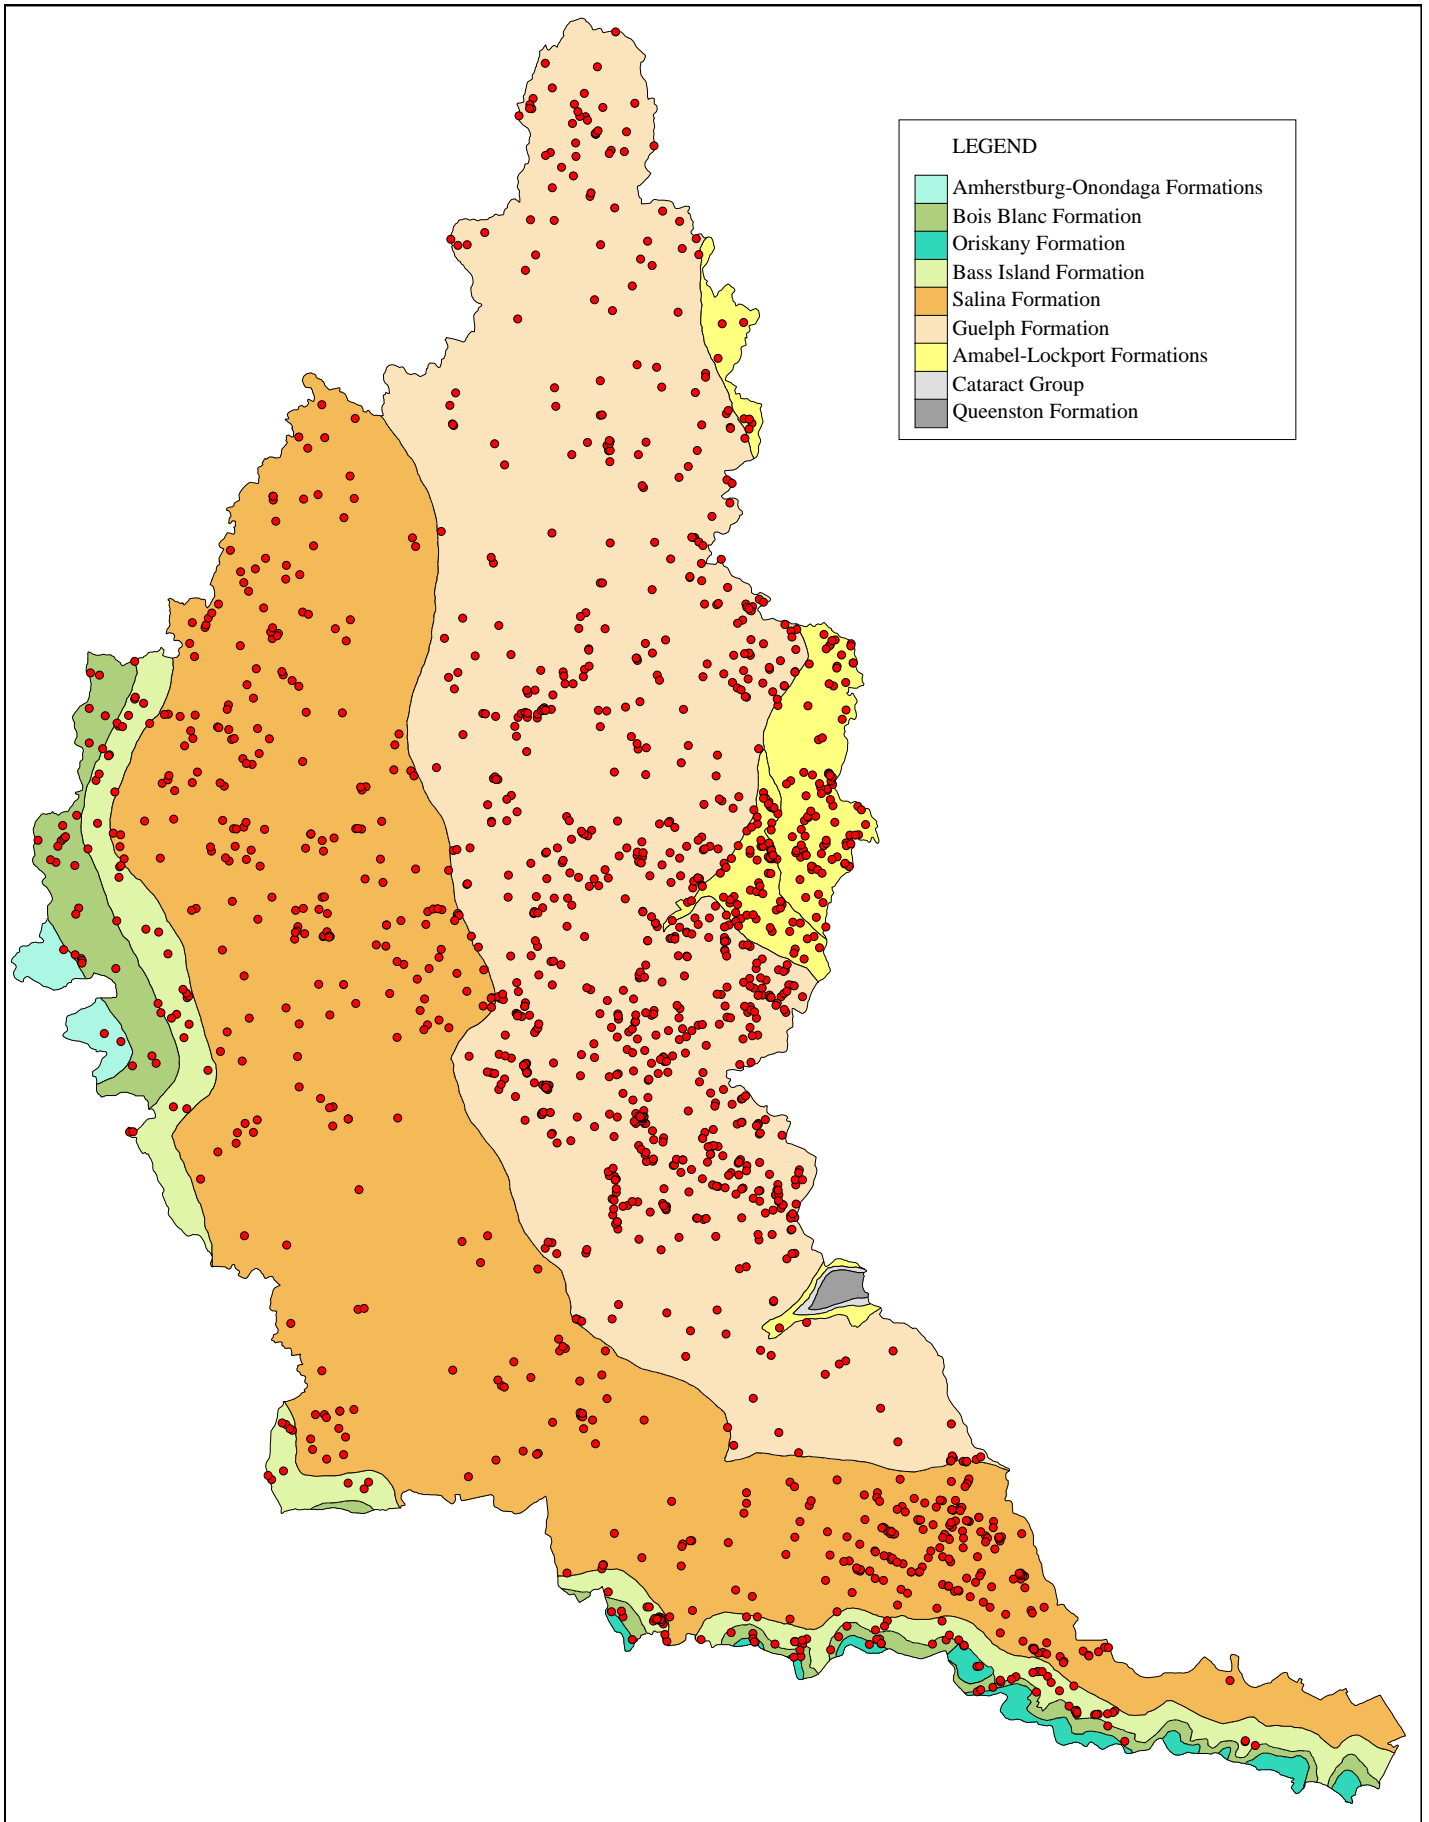 LEGEND
Amherstburg-Onondaga Formations
Bois Blanc Formation
Oriskany Formation
Bass Island Formation
Salina Formation
Guelph Formation
Amabel-Lockport Formations
Cataract Group
Queenston Formation